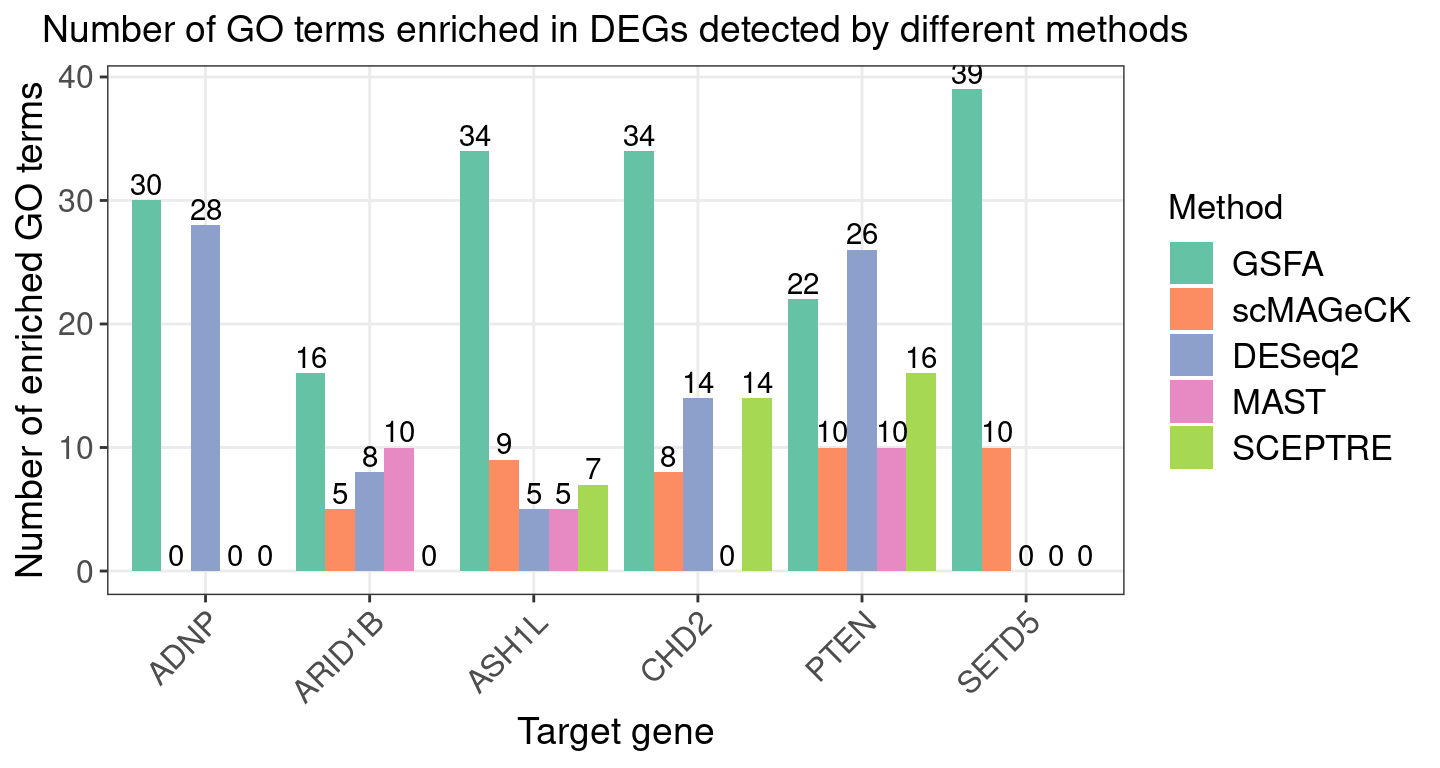 Number of GO terms enriched in DEGs detected by different methods
Number of enriched GO terms
40
30
20
10
0
30
0
28
0
0
16
5
8
10
0
34
9
5
5
7
34
8
14
0
14
22
10
26
10
16
39
10
0
0
0
ADNP
ARID1B
ASH1L
CHD2
PTEN
SETD5
Target gene
Method
GSFA
scMAGeCK
DESeq2
MAST
SCEPTRE